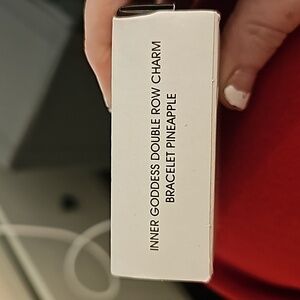 INNER GODDESS DOUBLE ROW CHARM
BRACELET PINEAPPLE